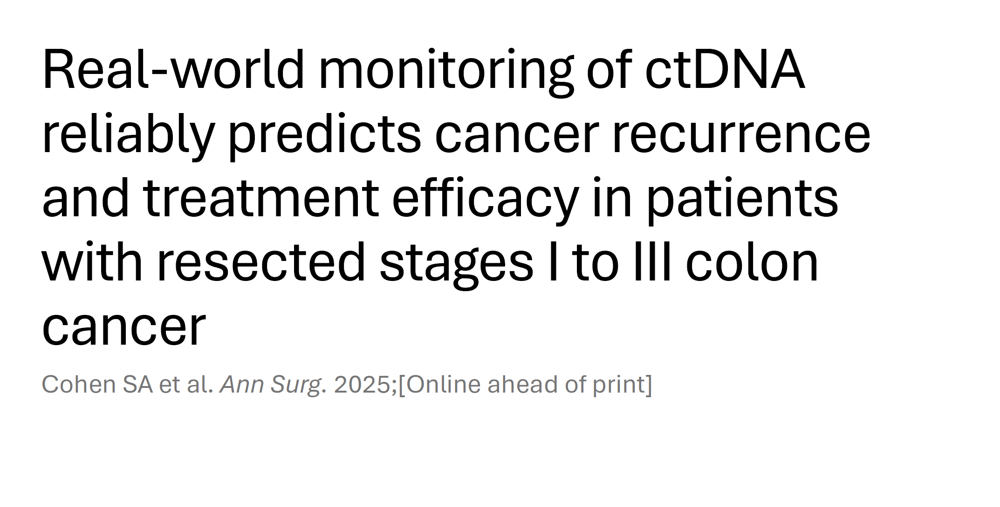 Real-world monitoring of ctDNA
reliably predicts cancer recurrence
and treatment efficacy in patients
with resected stages I to III colon
cancer
Cohen SA et al. Ann Surg. 2025;[Online ahead of print]